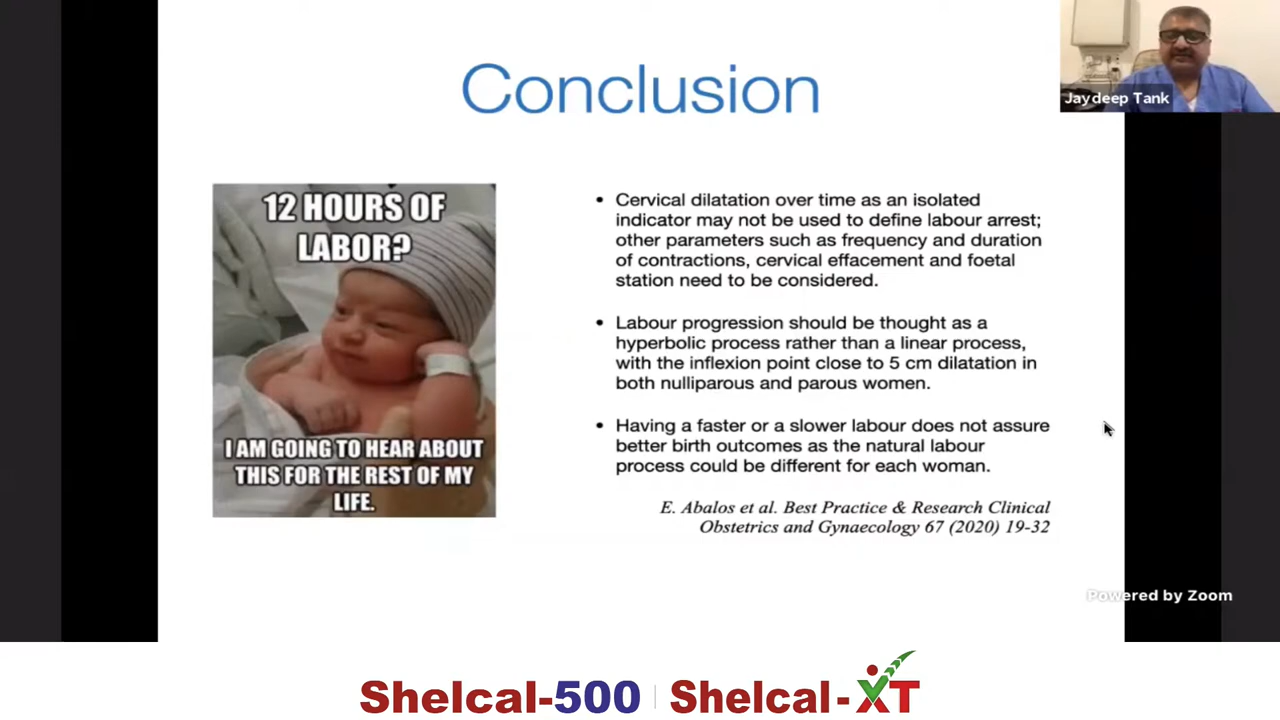 Conclusion
Jaydeep Tank
12 HOURS OF
LABOR?
I AM GOING TO HEAR ABOUT
THIS FOR THE REST OF MY
LIFE.
• Cervical dilatation over time as an isolated
indicator may not be used to define labour arrest;
other parameters such as frequency and duration
of contractions, cervical effacement and foetal
station need to be considered.
• Labour progression should be thought as a
hyperbolic process rather than a linear process,
with the inflexion point close to 5 cm dilatation in
both nulliparous and parous women.
• Having a faster or a slower labour does not assure
better birth outcomes as the natural labour
process could be different for each woman.
E. Abalos et al. Best Practice & Research Clinical
Obstetrics and Gynaecology 67 (2020) 19-32
Powered by Zoom
Shelcal-500 | Shelcal-XT